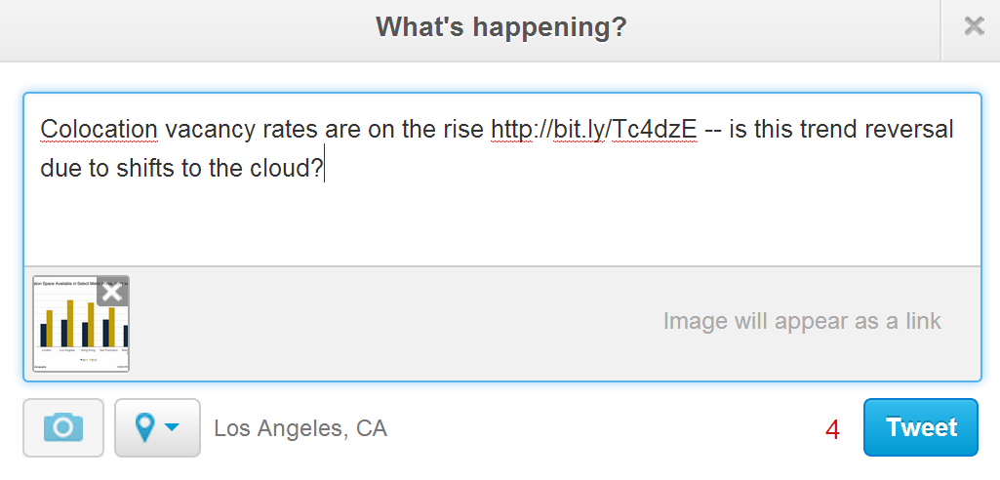 What's happening?
Colocation vacancy rates are on the rise http://bit.ly/Tc4dzE -- is this trend reversal
due to shifts to the cloud?
Image will appear as a link
Los Angeles, CA
4
Tweet